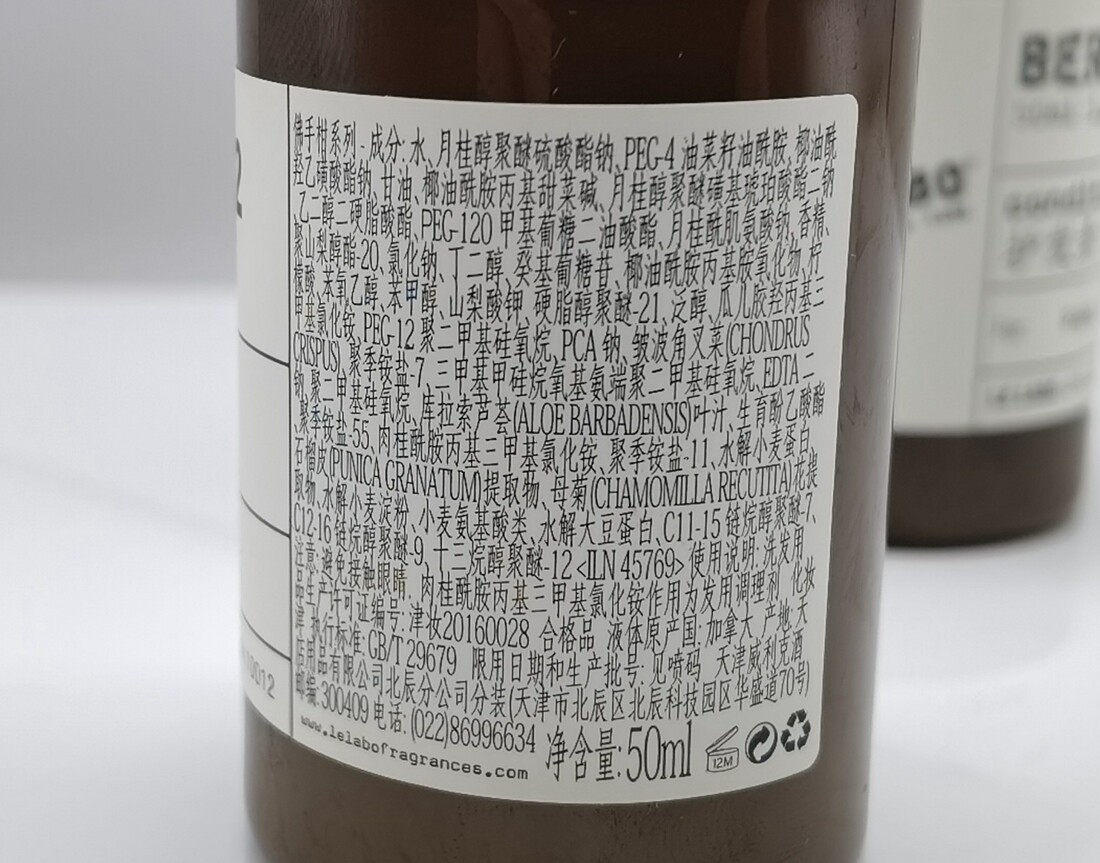 佛手柑系列 - 成分: 水、月桂醇聚醚硫酸酯钠、PEG-4 油菜籽油酰胺、椰油酰
羟乙磺酸酯钠、甘油、椰油酰胺丙基甜菜碱、月桂醇聚醚磺基琥珀酸酯二钠、
乙二醇二硬脂酸酯、PEG-120 甲基葡糖二油酸酯、月桂酰肌氨酸钠、香精、
聚山梨醇酯-20、氯化钠、丁二醇、癸基葡糖苷、椰油酰胺丙基胺氧化物、柠
檬酸、苯氧乙醇、苯甲醇、山梨酸钾、硬脂醇聚醚-21、泛醇、瓜儿胶羟丙基三
甲基氯化铵、PEG-12 聚二甲基硅氧烷、PCA 钠、皱波角叉菜(CHONDRUS
CRISPUS)、聚季铵盐-7、三甲基甲硅烷氧基氨端聚二甲基硅氧烷、EDTA 二
钠、聚二甲基硅氧烷、库拉索芦荟(ALOE BARBADENSIS)叶汁、生育酚乙酸酯
、聚季铵盐-55、肉桂酰胺丙基三甲基氯化铵、聚季铵盐-11、水解小麦蛋白、
石榴皮(PUNICA GRANATUM)提取物、母菊(CHAMOMILLA RECUTITA)花提
取物、水解小麦淀粉、小麦氨基酸类、水解大豆蛋白、C11-15 链烷醇聚醚-7、
C12-16 链烷醇聚醚-9、十三烷醇聚醚-12 <ILN 45769> 使用说明: 洗发用
注意: 避免接触眼睛 肉桂酰胺丙基三甲基氯化铵作用为发用调理剂 化妆
品生产许可证编号: 津妆20160028 合格品 液体原产国: 加拿大 产地: 天
津 执行标准: GB/T 29679 限用日期和生产批号: 见喷码 天津威利克酒
店用品有限公司北辰分公司分装(天津市北辰区北辰科技园区华盛道70号)
邮编: 300409 电话: (022)86996634 净含量: 50ml
www.lelabofragrances.com
12M
2
0012
BER